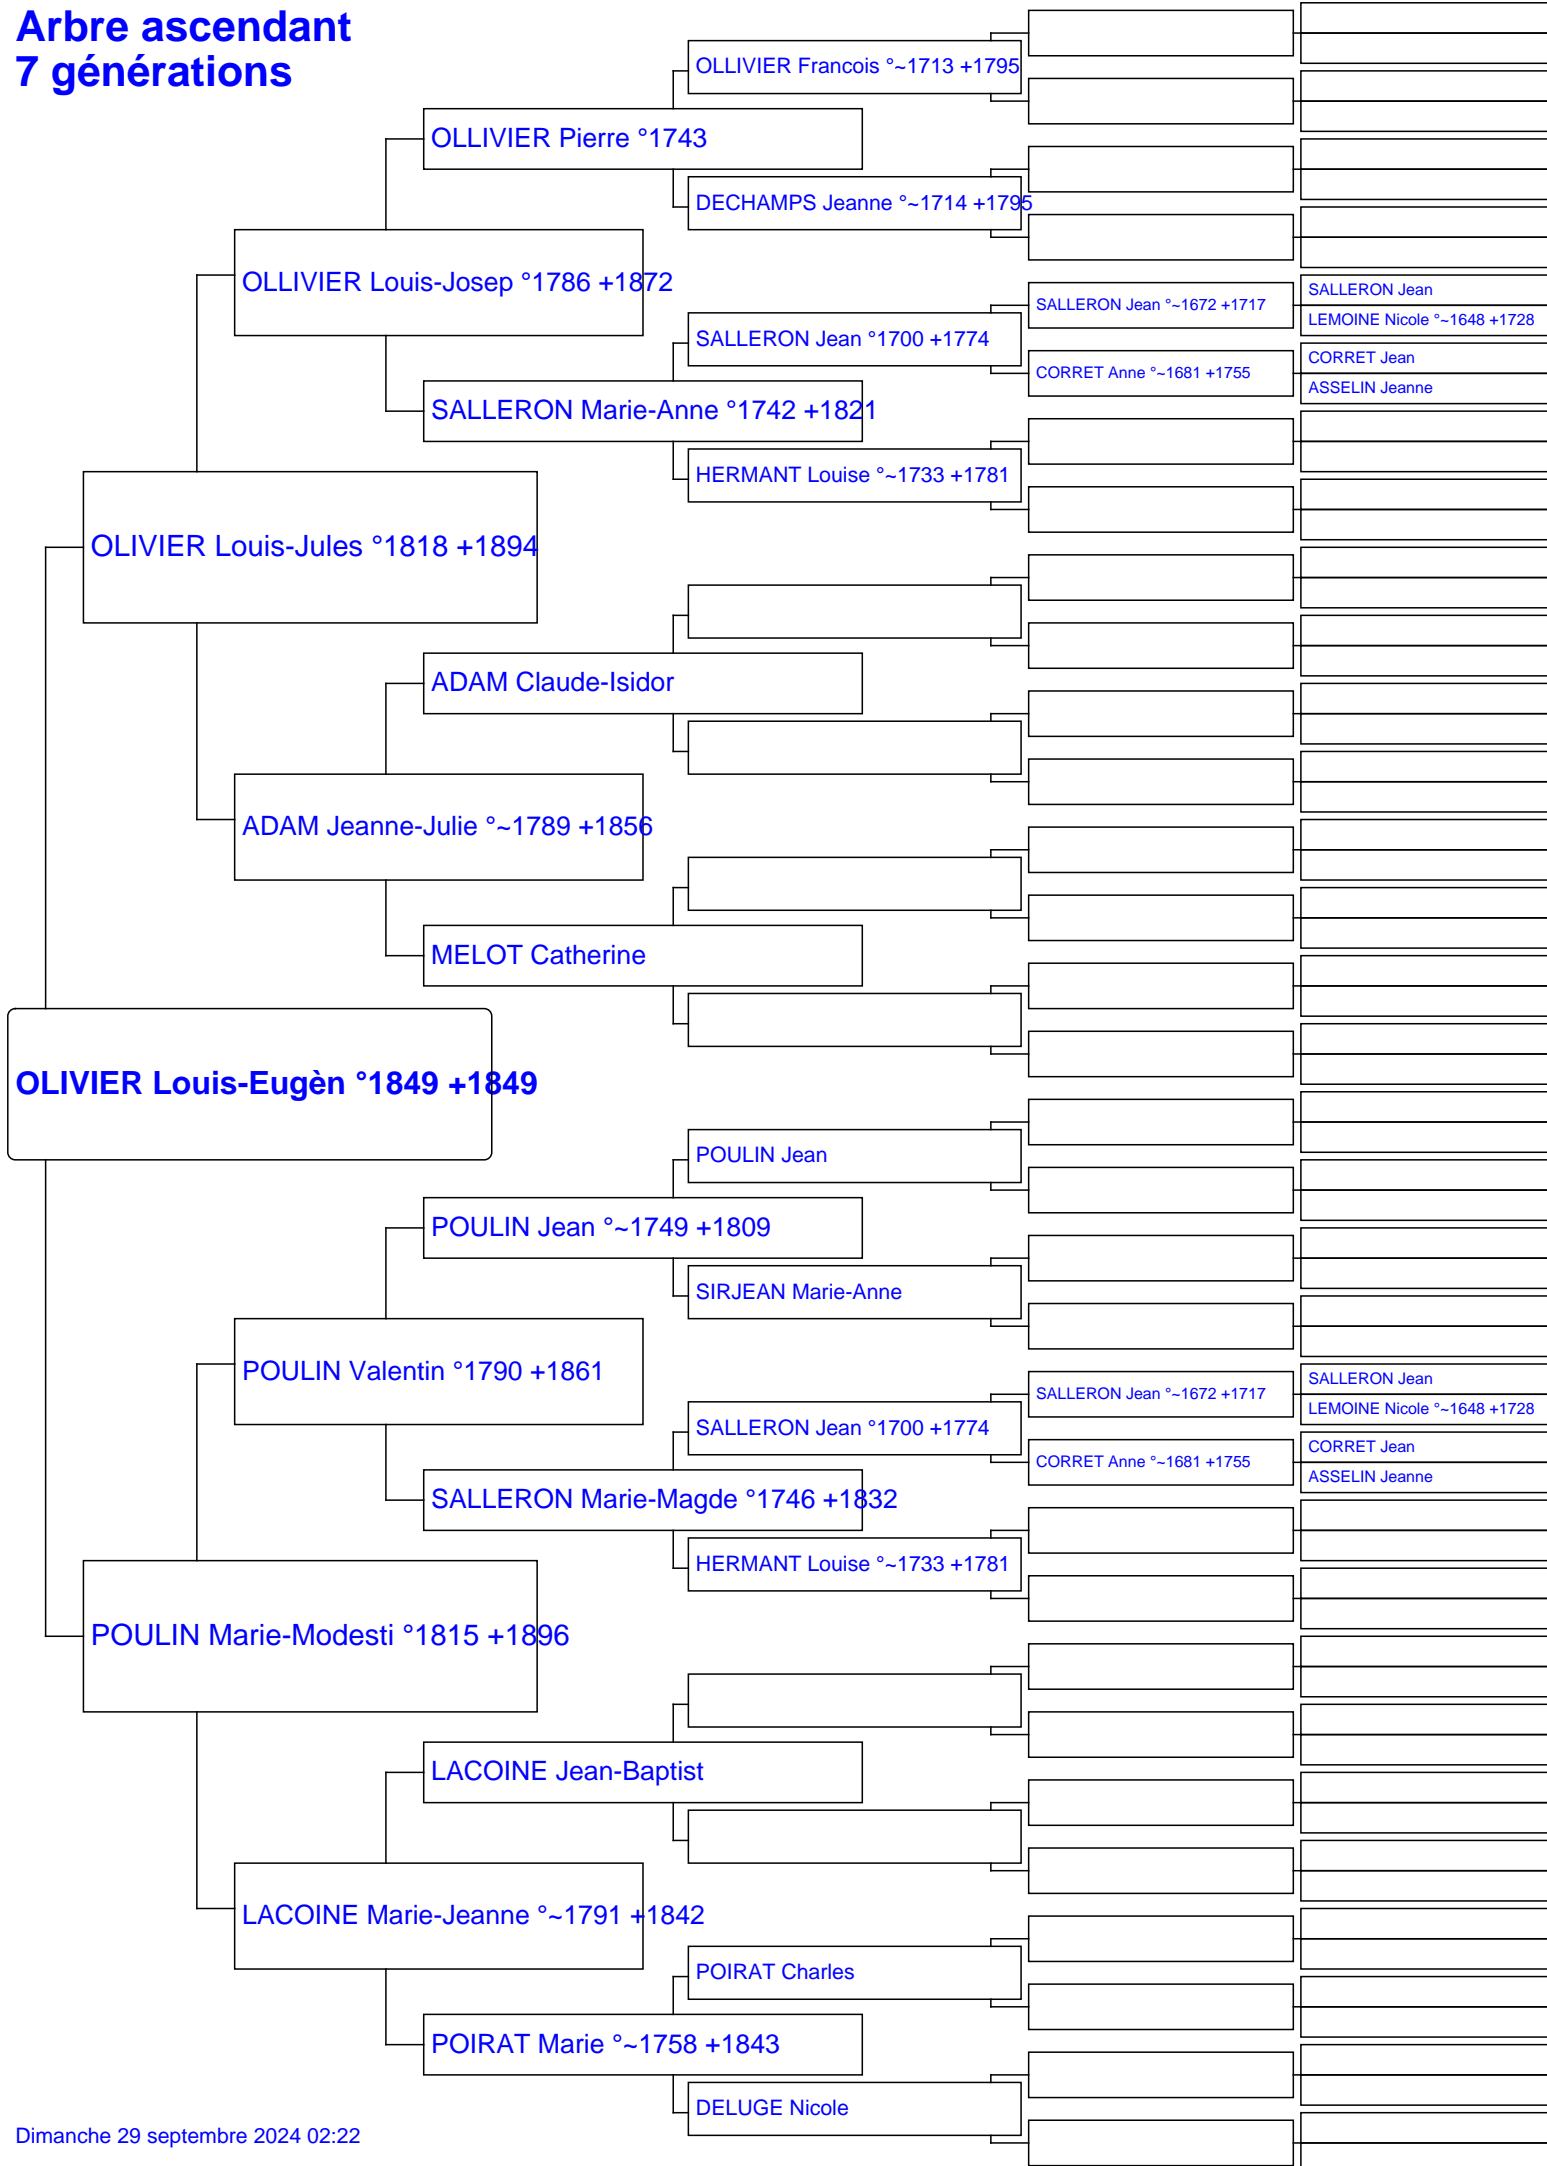 Arbre ascendant
7 générations
OLLIVIER Francois °~1713 +1795
OLLIVIER Pierre °1743
DECHAMPS Jeanne °~1714 +1795
OLLIVIER Louis-Josep °1786 +1872
SALLERON Jean °~1672 +1717
SALLERON Jean
LEMOINE Nicole °~1648 +1728
SALLERON Jean °1700 +1774
CORRET Anne °~1681 +1755
CORRET Jean
ASSELIN Jeanne
SALLERON Marie-Anne °1742 +1821
HERMANT Louise °~1733 +1781
OLIVIER Louis-Jules °1818 +1894
ADAM Claude-Isidor
ADAM Jeanne-Julie °~1789 +1856
MELOT Catherine
OLIVIER Louis-Eugèn °1849 +1849
POULIN Jean
POULIN Jean °~1749 +1809
SIRJEAN Marie-Anne
POULIN Valentin °1790 +1861
SALLERON Jean °~1672 +1717
SALLERON Jean
LEMOINE Nicole °~1648 +1728
SALLERON Jean °1700 +1774
CORRET Anne °~1681 +1755
CORRET Jean
ASSELIN Jeanne
SALLERON Marie-Magde °1746 +1832
HERMANT Louise °~1733 +1781
POULIN Marie-Modesti °1815 +1896
LACOINE Jean-Baptist
LACOINE Marie-Jeanne °~1791 +1842
POIRAT Charles
POIRAT Marie °~1758 +1843
DELUGE Nicole
Dimanche 29 septembre 2024 02:22